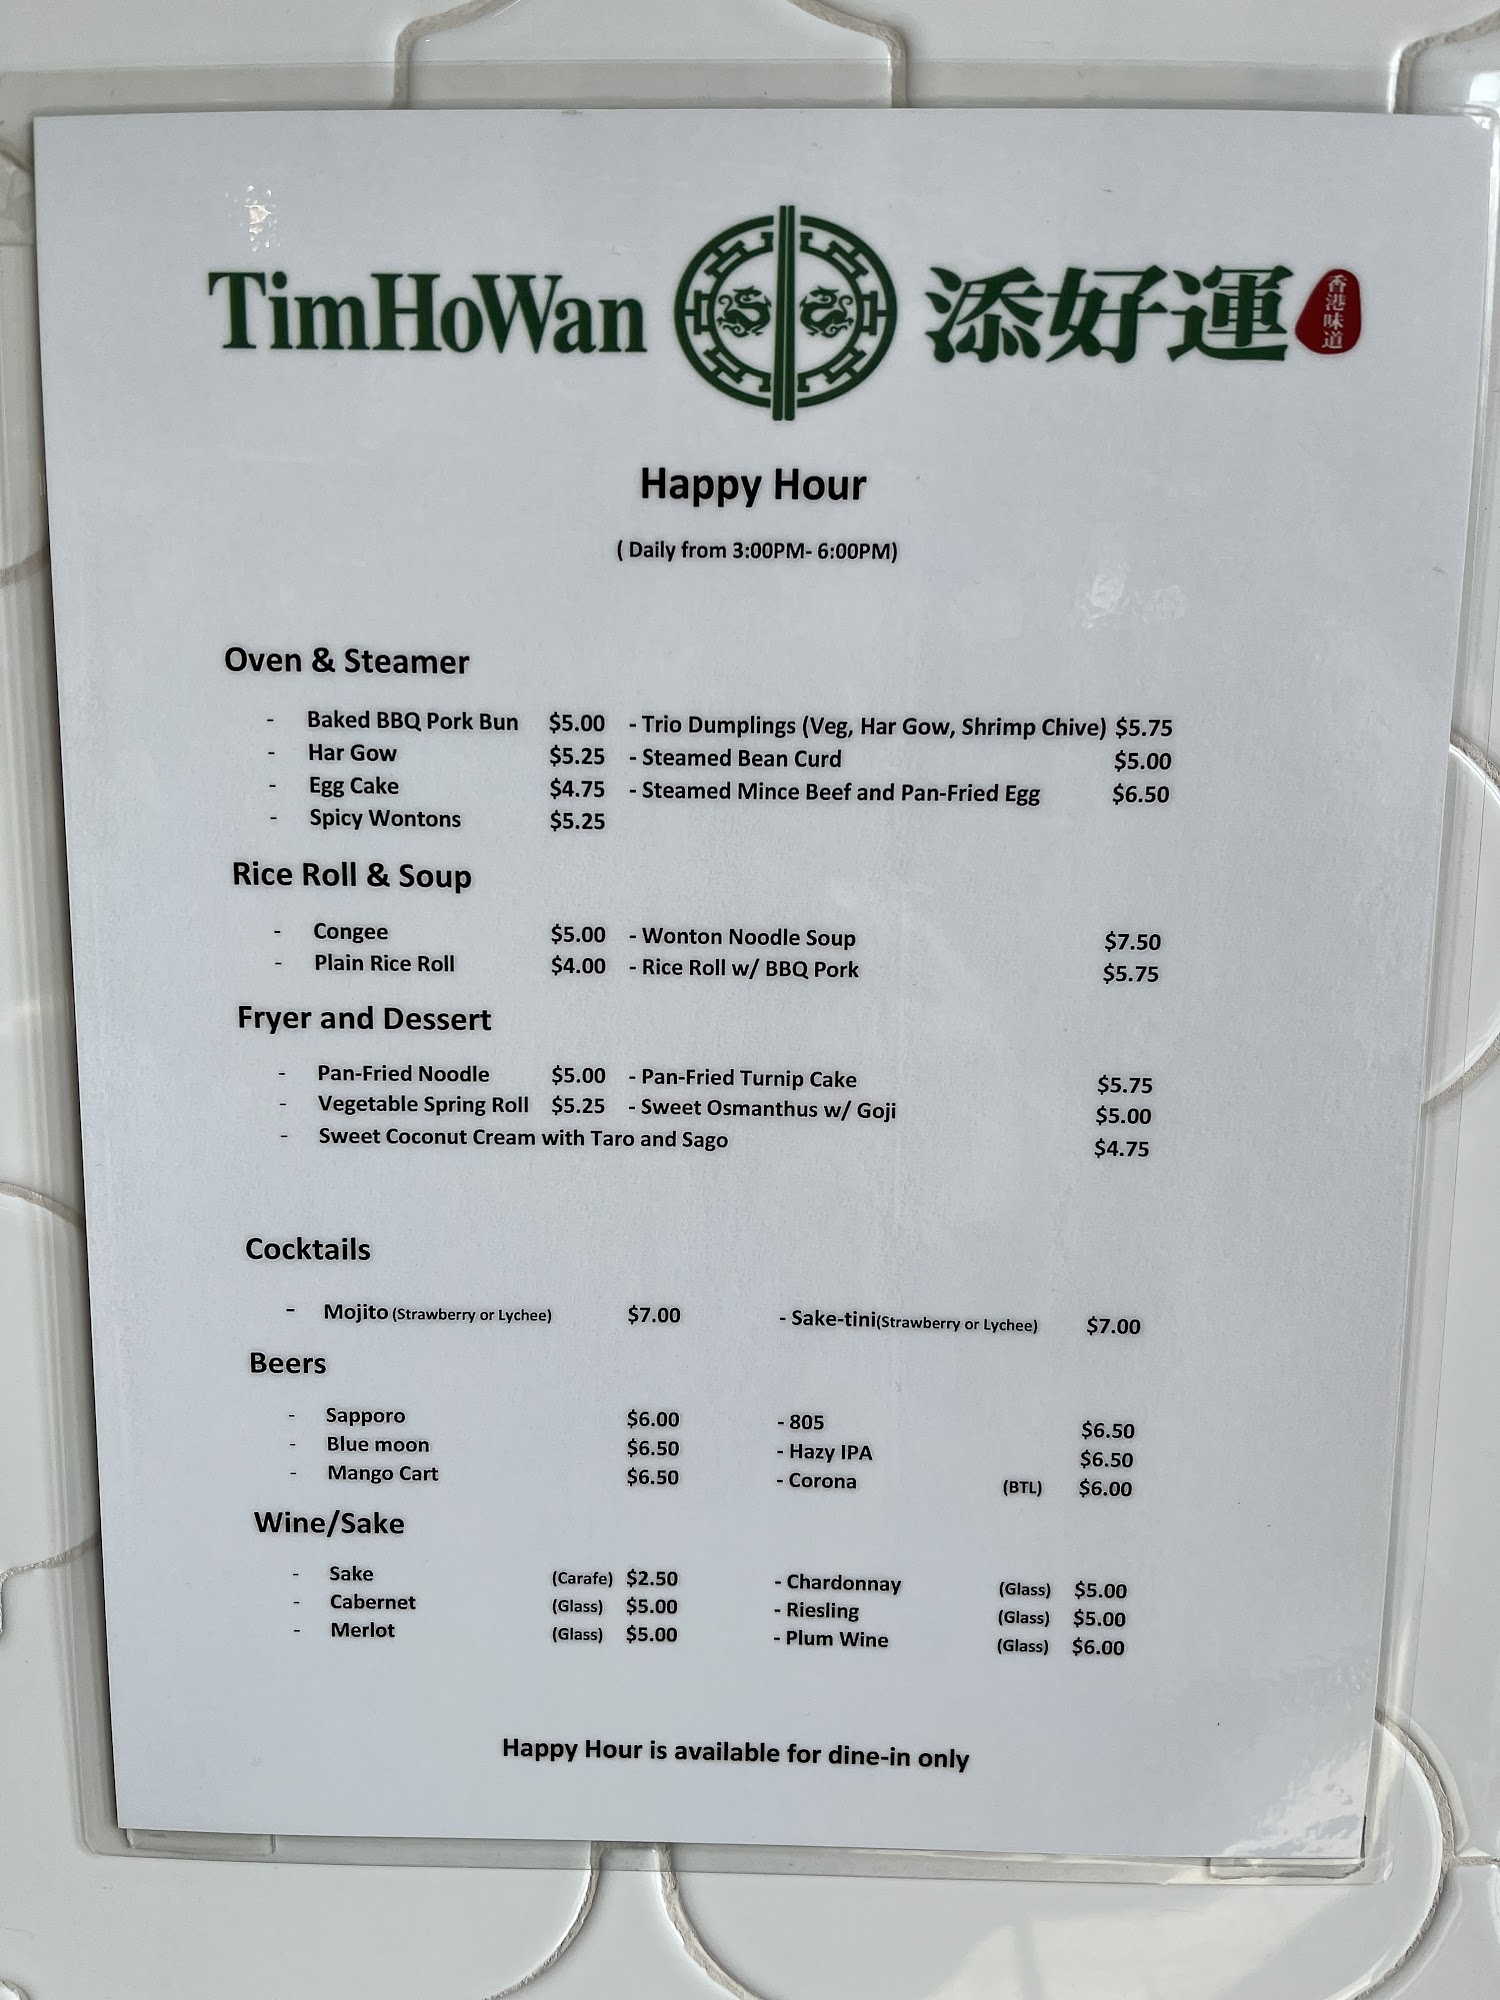 TimHoWan 添好運 香港味道
Happy Hour
( Daily from 3:00PM- 6:00PM)
Oven & Steamer
- Baked BBQ Pork Bun $5.00 - Trio Dumplings (Veg, Har Gow, Shrimp Chive) $5.75
- Har Gow $5.25 - Steamed Bean Curd $5.00
- Egg Cake $4.75 - Steamed Mince Beef and Pan-Fried Egg $6.50
- Spicy Wontons $5.25
Rice Roll & Soup
- Congee $5.00 - Wonton Noodle Soup $7.50
- Plain Rice Roll $4.00 - Rice Roll w/ BBQ Pork $5.75
Fryer and Dessert
- Pan-Fried Noodle $5.00 - Pan-Fried Turnip Cake $5.75
- Vegetable Spring Roll $5.25 - Sweet Osmanthus w/ Goji $5.00
- Sweet Coconut Cream with Taro and Sago $4.75
Cocktails
- Mojito (Strawberry or Lychee) $7.00 - Sake-tini(Strawberry or Lychee) $7.00
Beers
- Sapporo $6.00 - 805 $6.50
- Blue moon $6.50 - Hazy IPA $6.50
- Mango Cart $6.50 - Corona (BTL) $6.00
Wine/Sake
- Sake (Carafe) $2.50 - Chardonnay (Glass) $5.00
- Cabernet (Glass) $5.00 - Riesling (Glass) $5.00
- Merlot (Glass) $5.00 - Plum Wine (Glass) $6.00
Happy Hour is available for dine-in only